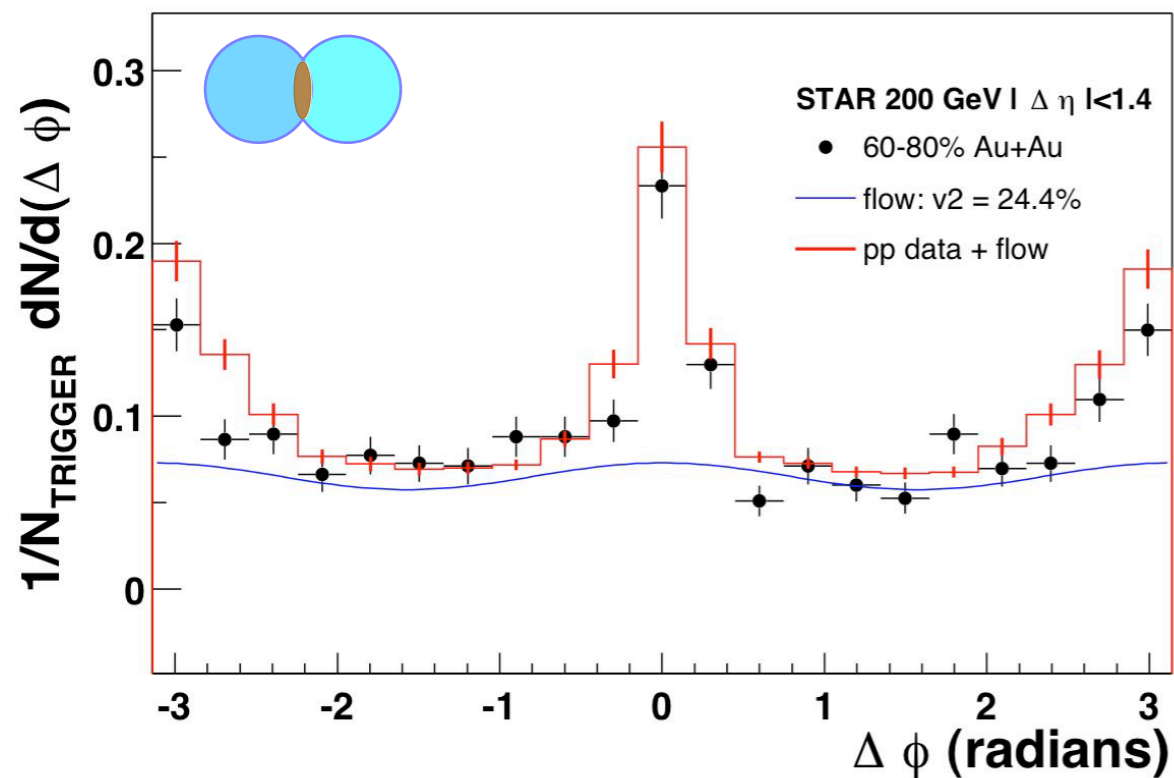 1/N TRIGGER dN/d(Δ ϕ)
0.3
0.2
0.1
0
STAR 200 GeV | Δ η |<1.4
60-80% Au+Au
flow: v2 = 24.4%
pp data + flow
-3 -2 -1 0 1 2 3
Δ ϕ (radians)